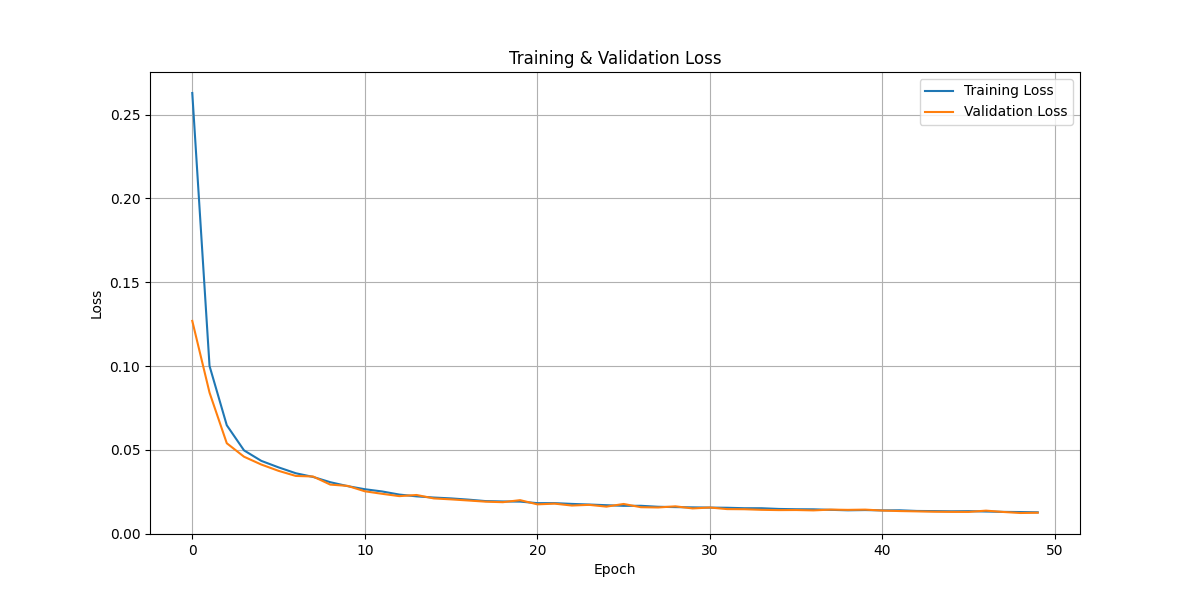 Training & Validation Loss
Training Loss
Validation Loss
0.25
0.20
0.15
0.10
0.05
0.00
Loss
0 10 20 30 40 50
Epoch